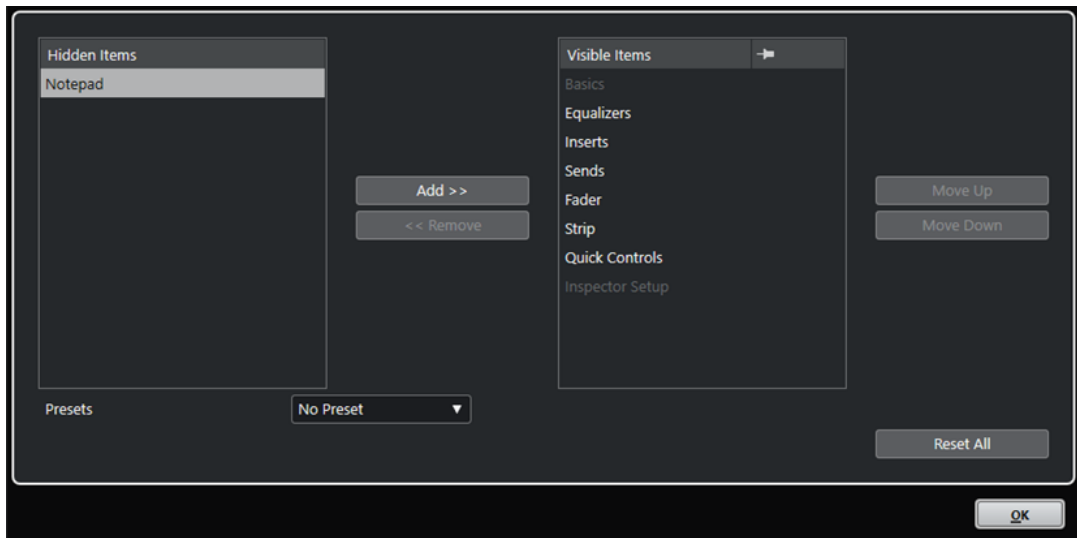 Hidden Items
Notepad
Add >>
<< Remove
Visible Items
Basics
Equalizers
Inserts
Sends
Fader
Strip
Quick Controls
Inspector Setup
Move Up
Move Down
Presets
No Preset
Reset All
OK